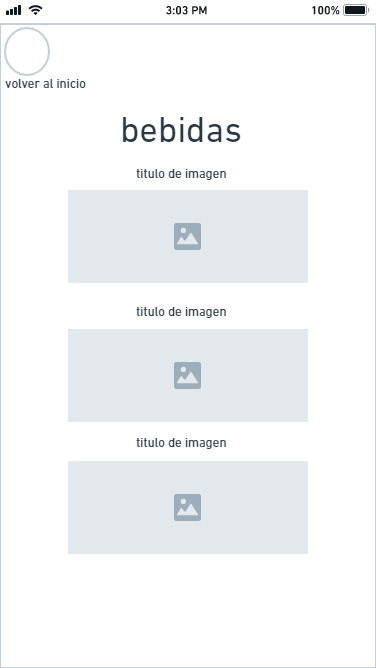 3:03 PM
100%
volver al inicio
bebidas
titulo de imagen
titulo de imagen
titulo de imagen